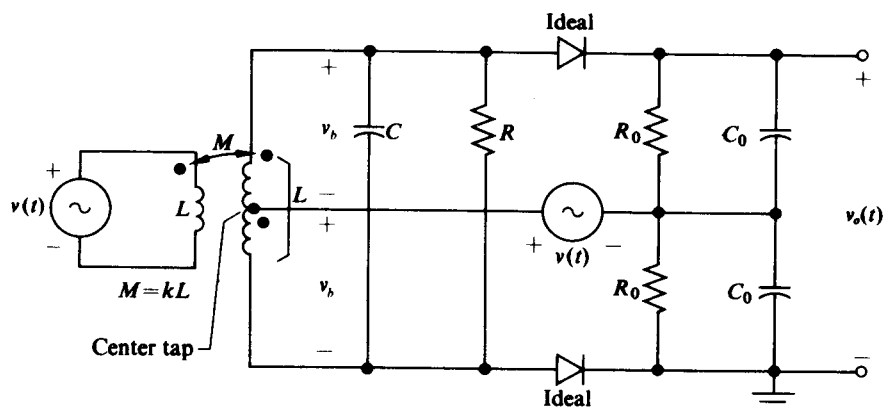 Ideal
+
+
M
v_b
C
R
R_0
C_0
+
v(t)
−
L
L
−
+
+
−
v(t)
v_o(t)
M = kL
v_b
R_0
C_0
Center tap
−
−
Ideal